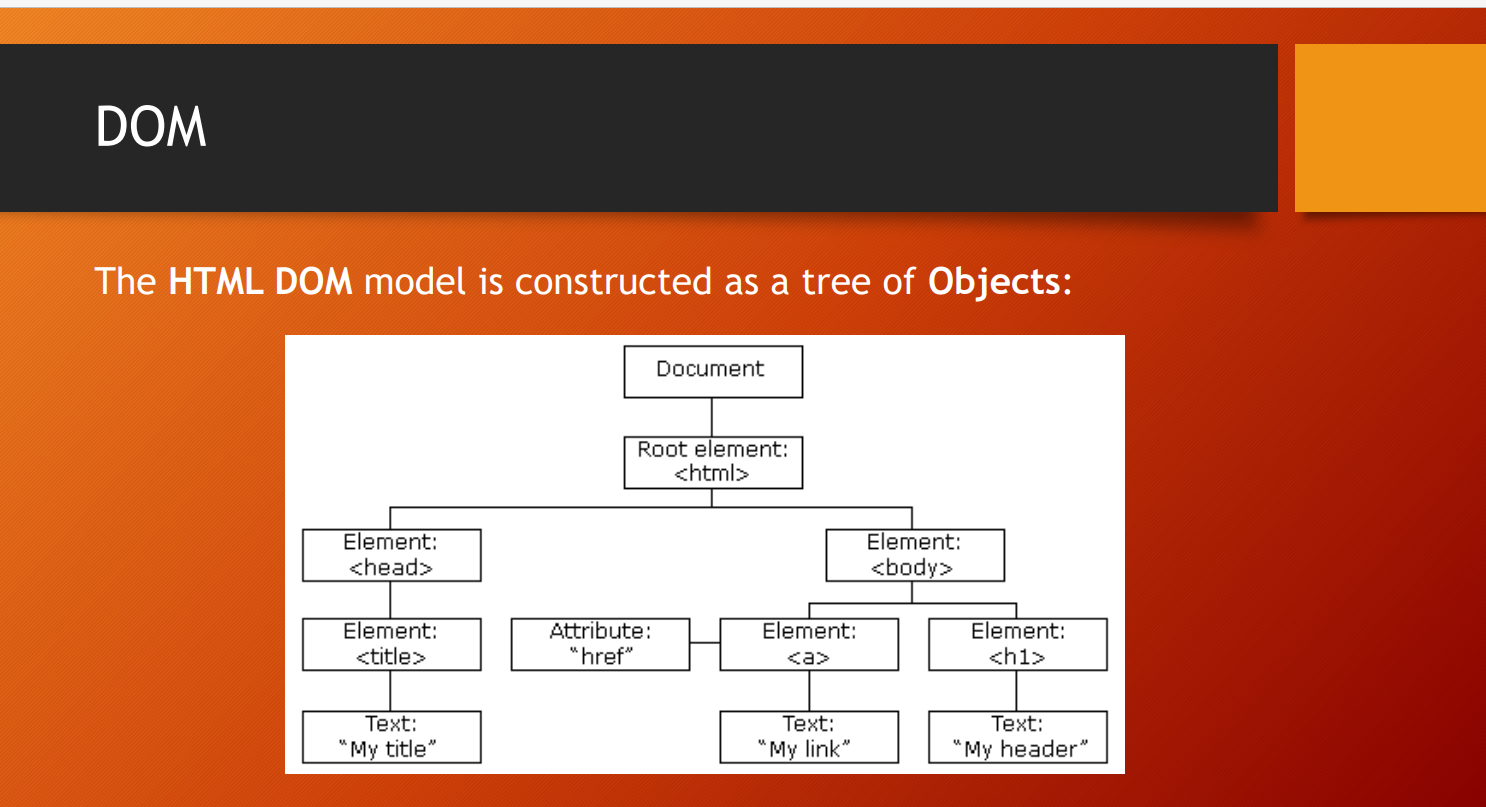 DOM
The HTML DOM model is constructed as a tree of Objects:
Document
Root element:
<html>
Element:
<head>
Element:
<body>
Element:
<title>
Attribute:
“href”
Element:
<a>
Element:
<h1>
Text:
“My title”
Text:
“My link”
Text:
“My header”